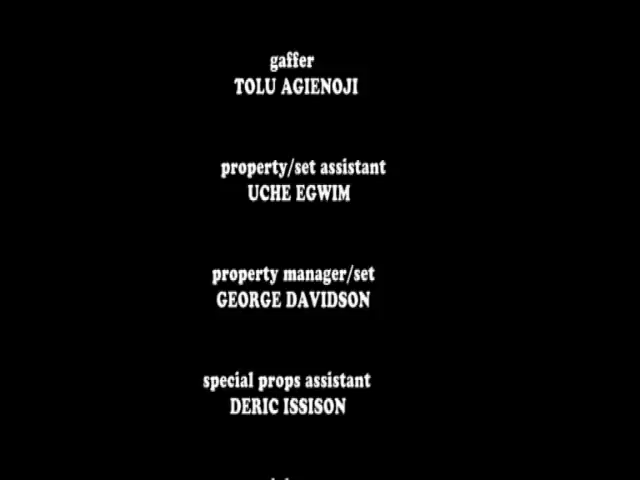 gaffer
TOLU AGIENOJI
property/set assistant
UCHE EGWIM
property manager/set
GEORGE DAVIDSON
special props assistant
DERIC ISSISON